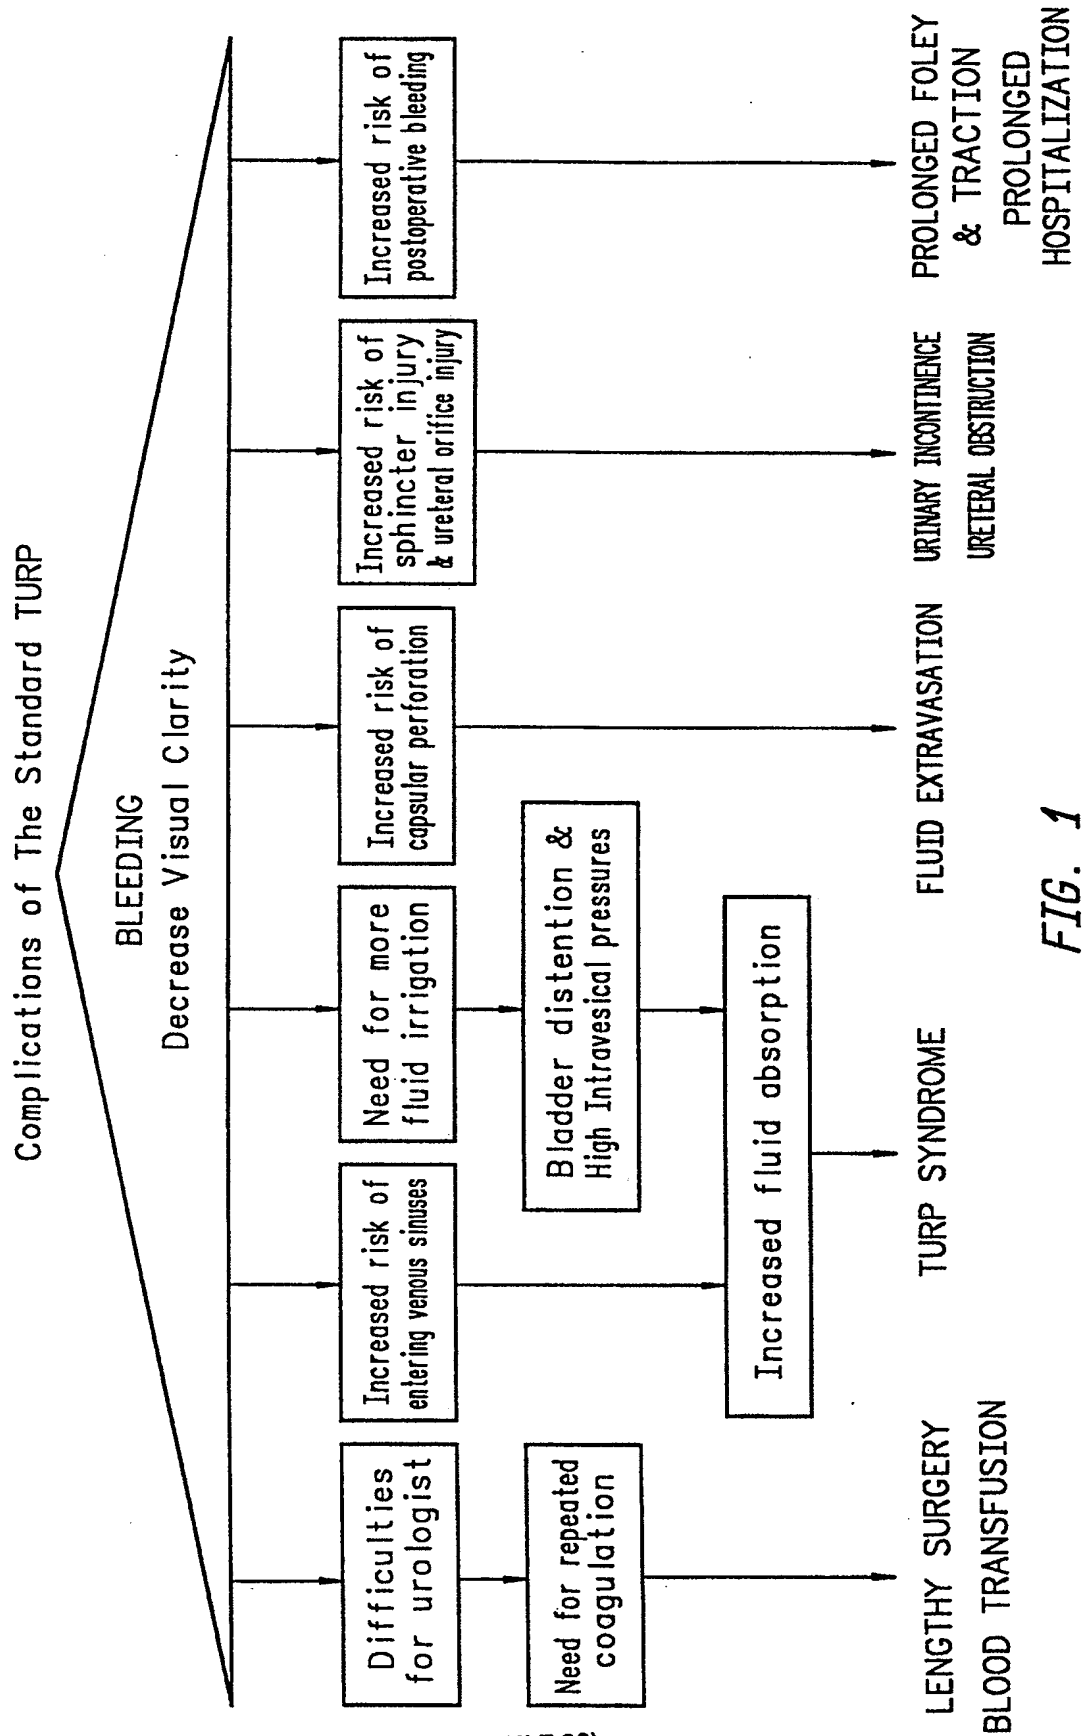 Complications of The Standard TURP
BLEEDING
Decrease Visual Clarity
Difficulties
for urologist
Need for repeated
coagulation
LENGTHY SURGERY
BLOOD TRANSFUSION
Increased risk of
entering venous sinuses
Need for more
fluid irrigation
Bladder distention &
High Intravesical pressures
Increased fluid absorption
TURP SYNDROME
Increased risk of
capsular perforation
FLUID EXTRAVASATION
Increased risk of
sphincter injury
& ureteral orifice injury
URINARY INCONTINENCE
URETERAL OBSTRUCTION
Increased risk of
postoperative bleeding
PROLONGED FOLEY
& TRACTION
PROLONGED
HOSPITALIZATION
FIG. 1